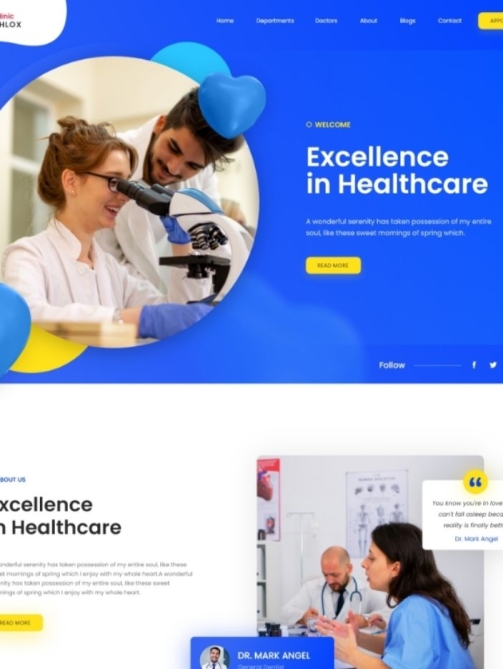 linic
HLOX
Home
Departments
Doctors
About
Blogs
Contact
APPO
WELCOME
Excellence
in Healthcare
A wonderful serenity has taken possession of my entire
soul, like these sweet mornings of spring which.
READ MORE
Follow
ABOUT US
xcellence
n Healthcare
onderful serenity has taken possession of my entire soul, like these
et mornings of spring which I enjoy with my whole heart.A wonderful
nity has taken possession of my entire soul, like these sweet
nings of spring which I enjoy with my whole heart.
READ MORE
You know you're in love
can't fall asleep beca
reality is finally bett
Dr. Mark Angel
DR. MARK ANGEL
General Dentist